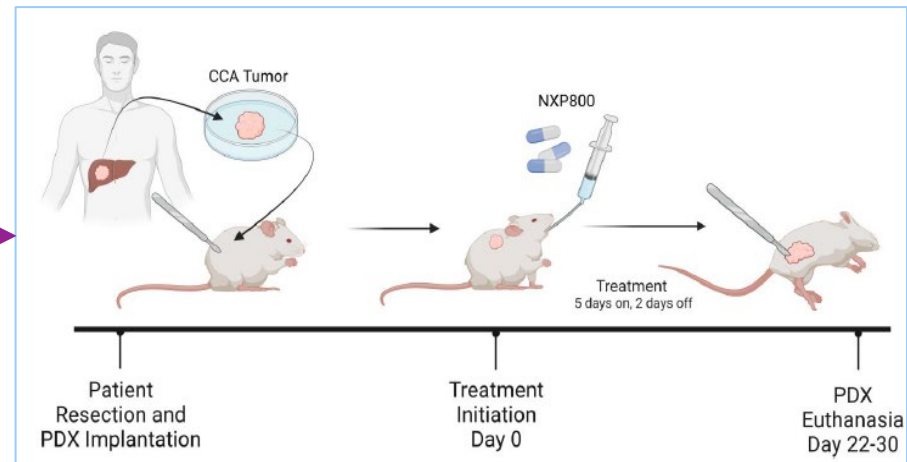 CCA Tumor
NXP800
Treatment
5 days on, 2 days off
Patient
Resection and
PDX Implantation
Treatment
Initiation
Day 0
PDX
Euthanasia
Day 22-30